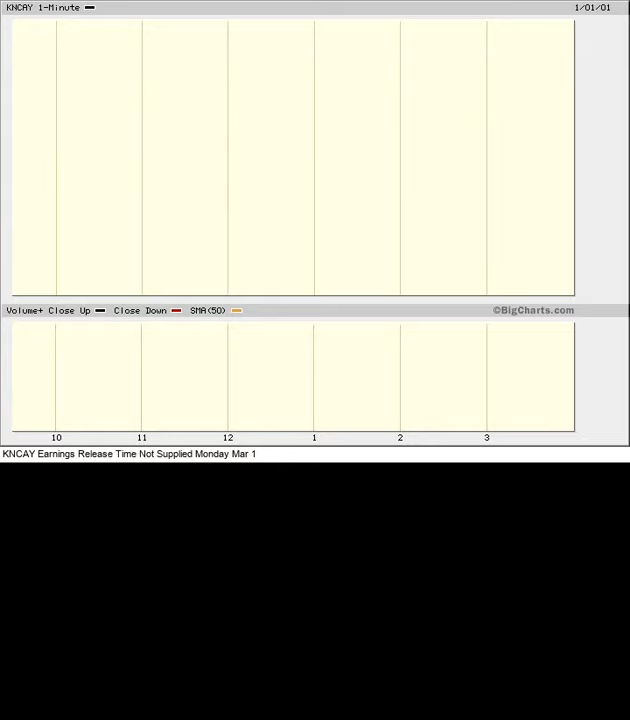 KNCAY 1-Minute 1/01/01
Volume+ Close Up Close Down SMA(50) ©BigCharts.com
10 11 12 1 2 3
KNCAY Earnings Release Time Not Supplied Monday Mar 1